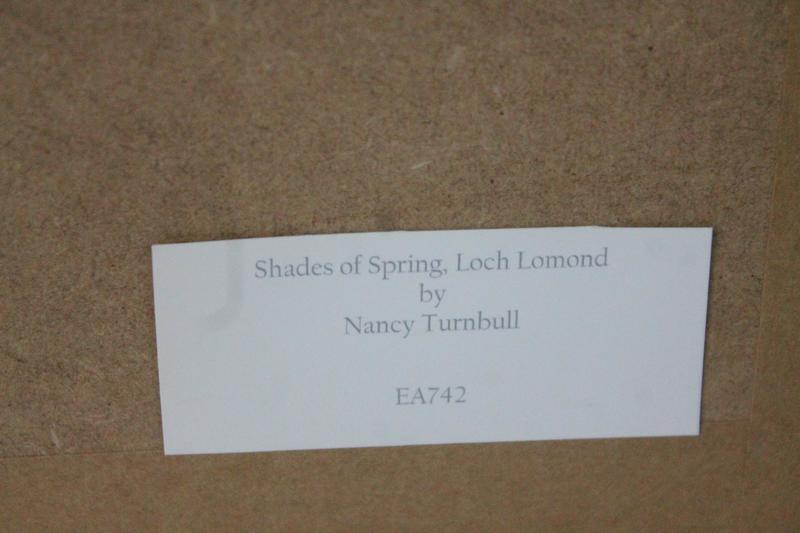 Shades of Spring, Loch Lomond
by
Nancy Turnbull
EA742